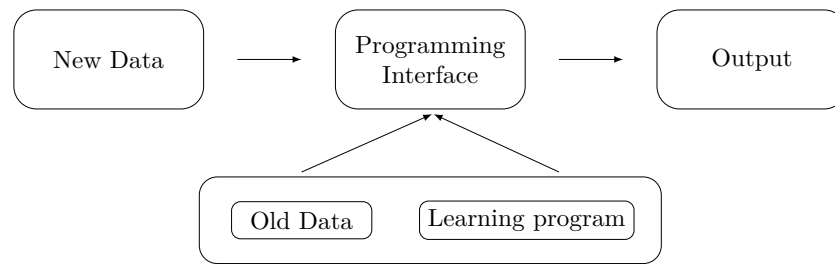 New Data
Programming
Interface
Output
Old Data
Learning program